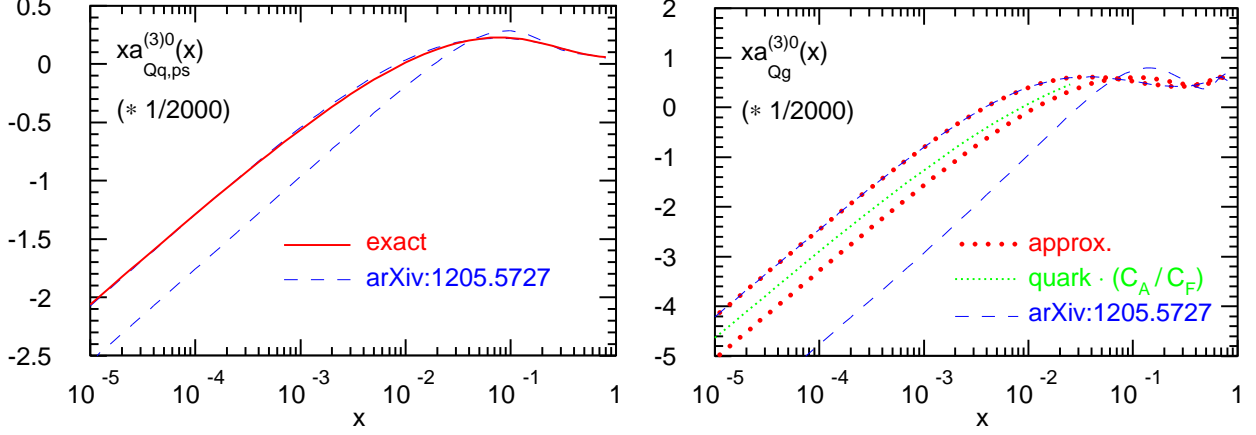 0.5
0
-0.5
-1
-1.5
-2
-2.5
xa^{(3)0}_{Qq,ps}(x)
(∗ 1/2000)
exact
arXiv:1205.5727
10^{-5} 10^{-4} 10^{-3} 10^{-2} 10^{-1} 1
x
2
1
0
-1
-2
-3
-4
-5
xa^{(3)0}_{Qg}(x)
(∗ 1/2000)
approx.
quark · (C_A / C_F)
arXiv:1205.5727
10^{-5} 10^{-4} 10^{-3} 10^{-2} 10^{-1} 1
x